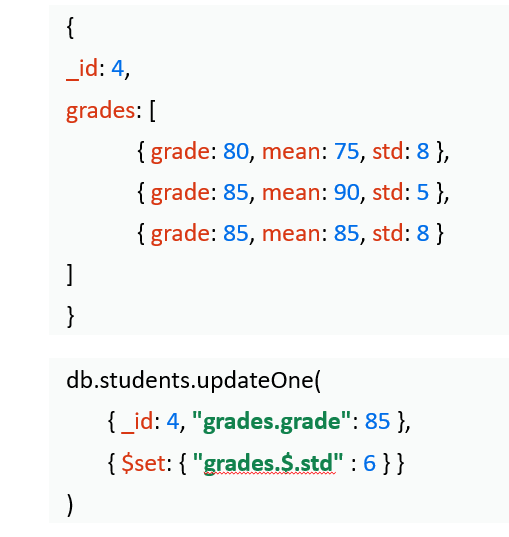 {
_id: 4,
grades: [
{ grade: 80, mean: 75, std: 8 },
{ grade: 85, mean: 90, std: 5 },
{ grade: 85, mean: 85, std: 8 }
]
}
db.students.updateOne(
{ _id: 4, "grades.grade": 85 },
{ $set: { "grades.$.std" : 6 } }
)